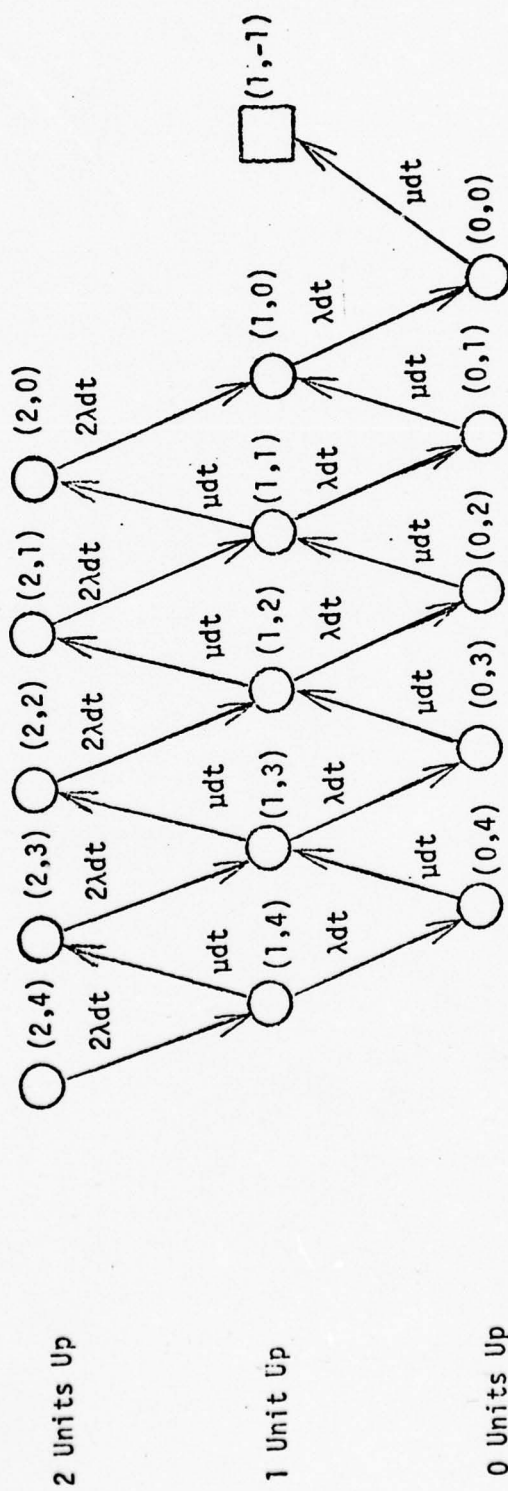 2 Units Up
(2,4)
(2,3)
(2,2)
(2,1)
(2,0)
2λdt
2λdt
2λdt
2λdt
2λdt
μdt
μdt
μdt
μdt
1 Unit Up
(1,4)
(1,3)
(1,2)
(1,1)
(1,0)
(1,-1)
λdt
λdt
λdt
λdt
λdt
μdt
μdt
μdt
μdt
μdt
0 Units Up
(0,4)
(0,3)
(0,2)
(0,1)
(0,0)